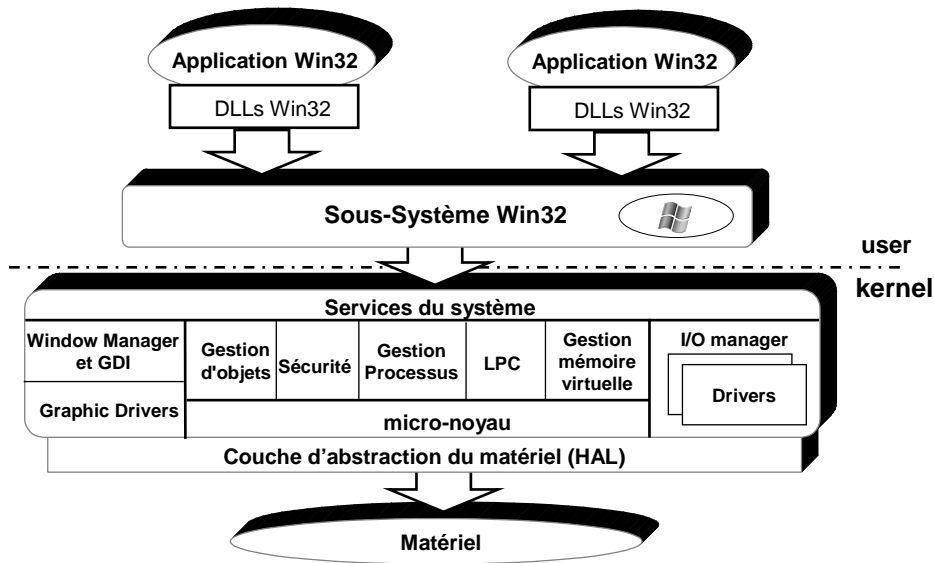 Application Win32
Application Win32
DLLs Win32
DLLs Win32
Sous-Système Win32
user
kernel
Services du système
Window Manager
et GDI
Graphic Drivers
Gestion
d'objets
Sécurité
Gestion
Processus
LPC
Gestion
mémoire
virtuelle
I/O manager
Drivers
micro-noyau
Couche d’abstraction du matériel (HAL)
Matériel